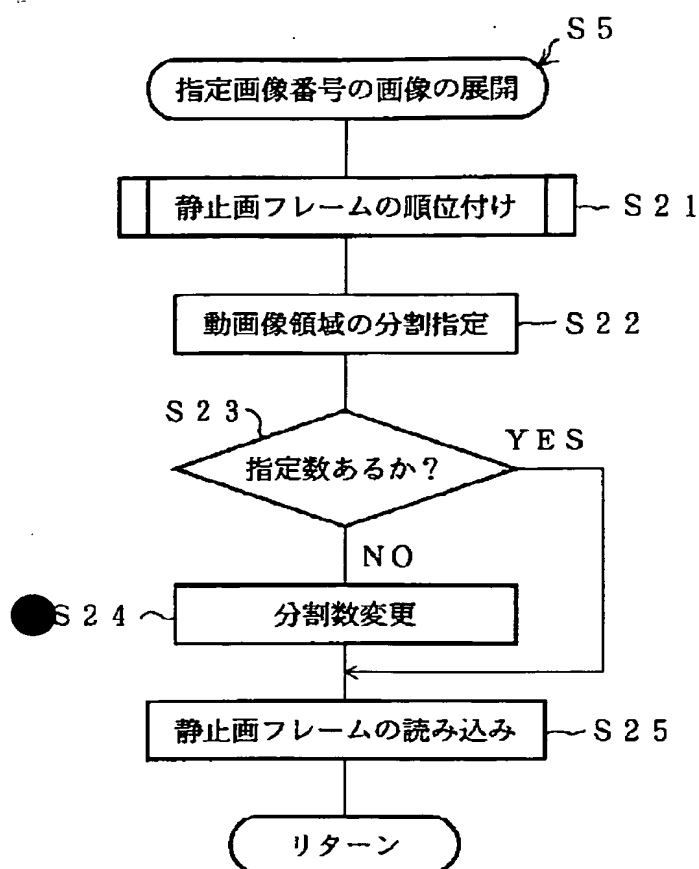 S5
指定画像番号の画像の展開
静止画フレームの順位付け S21
動画像領域の分割指定 S22
S23
YES
指定数あるか？
NO
S24 分割数変更
静止画フレームの読み込み S25
リターン